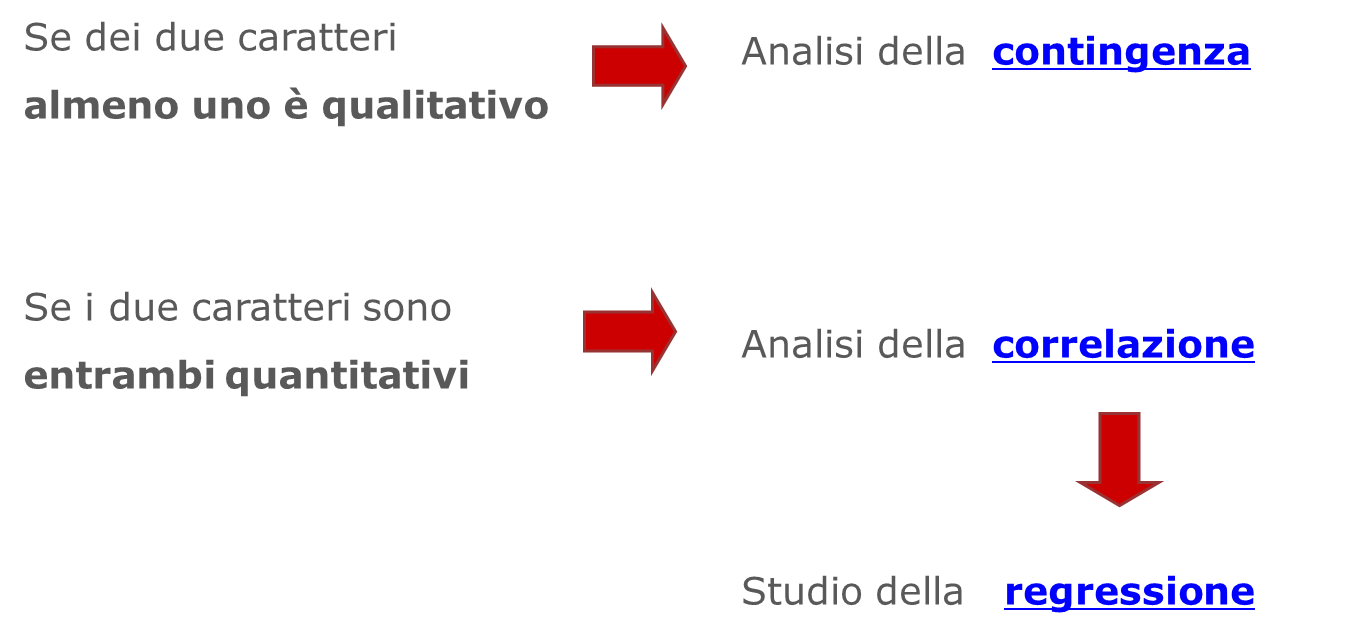 Se dei due caratteri
almeno uno è qualitativo
Analisi della contingenza
Se i due caratteri sono
entrambi quantitativi
Analisi della correlazione
Studio della regressione